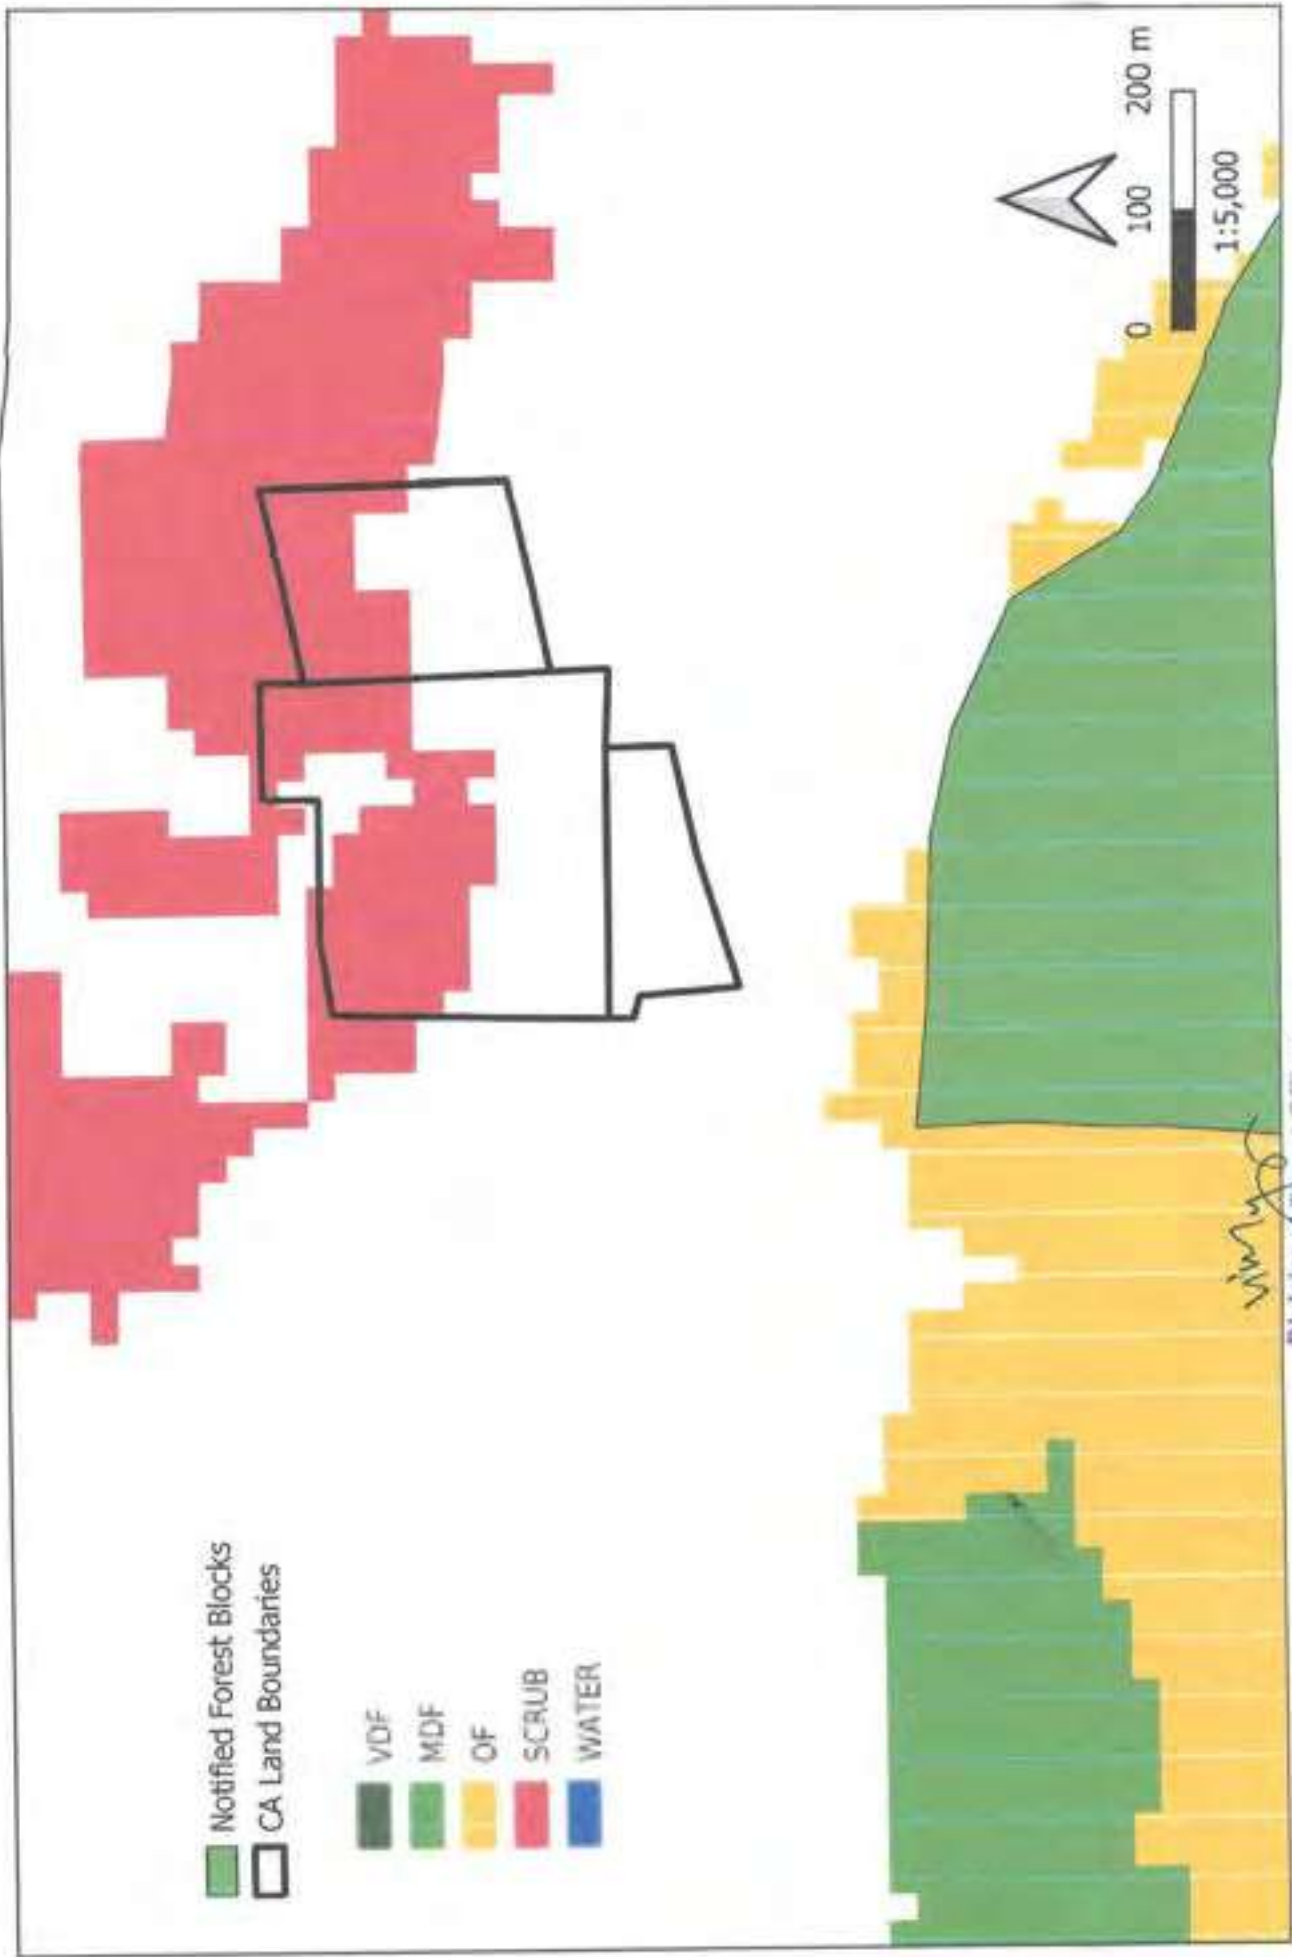 Notified Forest Blocks
CA Land Boundaries
VDF
MDF
OF
SCRUB
WATER
0 100 200 m
1:5,000